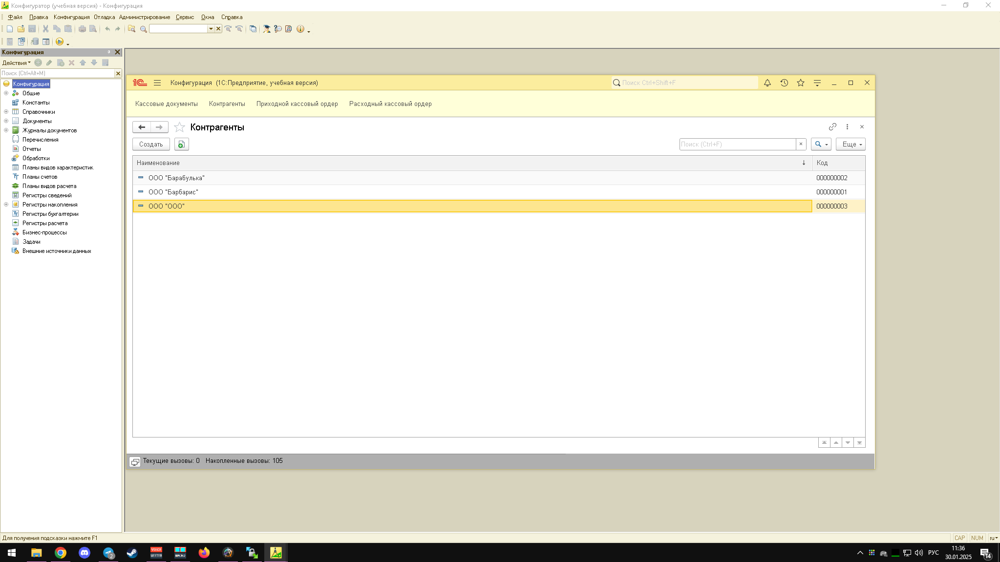 Конфигуратор (учебная версия) - Конфигурация
Файл Правка Конфигурация Отладка Администрирование Сервис Окна Справка
Конфигурация
Действия
Поиск (Ctrl+Alt+M)
Конфигурация
Общие
Константы
Справочники
Документы
Журналы документов
Перечисления
Отчеты
Обработки
Планы видов характеристик
Планы счетов
Планы видов расчета
Регистры сведений
Регистры накопления
Регистры бухгалтерии
Регистры расчета
Бизнес-процессы
Задачи
Внешние источники данных
1С Конфигурация (1С:Предприятие, учебная версия) Поиск Ctrl+Shift+F
Кассовые документы Контрагенты Приходной кассовый ордер Расходный кассовый ордер
Контрагенты
Создать Поиск (Ctrl+F) × Еще
Наименование ↓ Код
ООО "Барабулька" 000000002
ООО "Барбарис" 000000001
ООО "ООО" 000000003
Текущие вызовы: 0 Накопленные вызовы: 105
Для получения подсказки нажмите F1 CAP NUM ru
VOICE MEETER
MACRO
2
РУС
11:36
30.01.2025
14